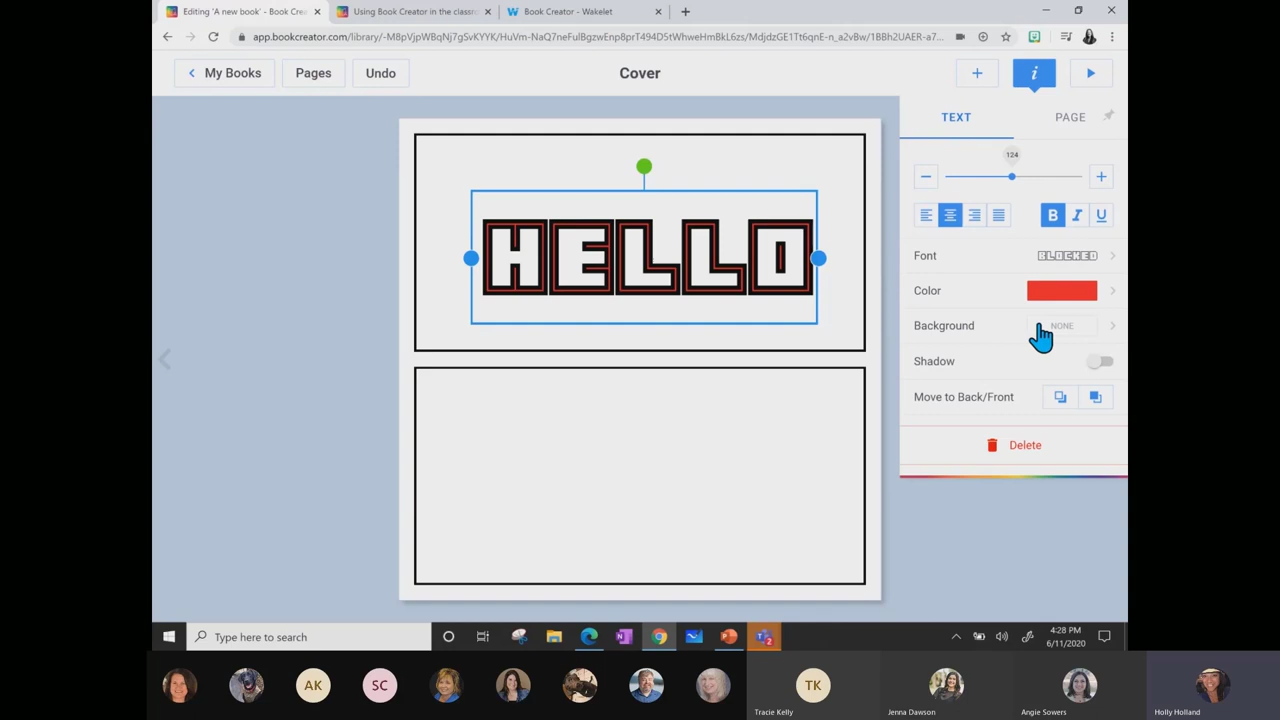 Editing 'A new book' - Book Crea
Using Book Creator in the classro
Book Creator - Wakelet
app.bookcreator.com/library/-M8pVjpWBqNj7gSvKYYK/HuVm-NaQ7neFulBgzwEnp8prT494D5tWhweHmBkL6zs/MdjdzGE1Tt6qnE-n_a2vBw/1BBh2UAER-a7...
My Books
Pages
Undo
Cover
i
TEXT
PAGE
124
B I U
HELLO
Font
BLOCKED
Color
Background
NONE
Shadow
Move to Back/Front
Delete
Type here to search
4:28 PM
6/11/2020
AK
SC
TK
Tracie Kelly
Jenna Dawson
Angie Sowers
Holly Holland